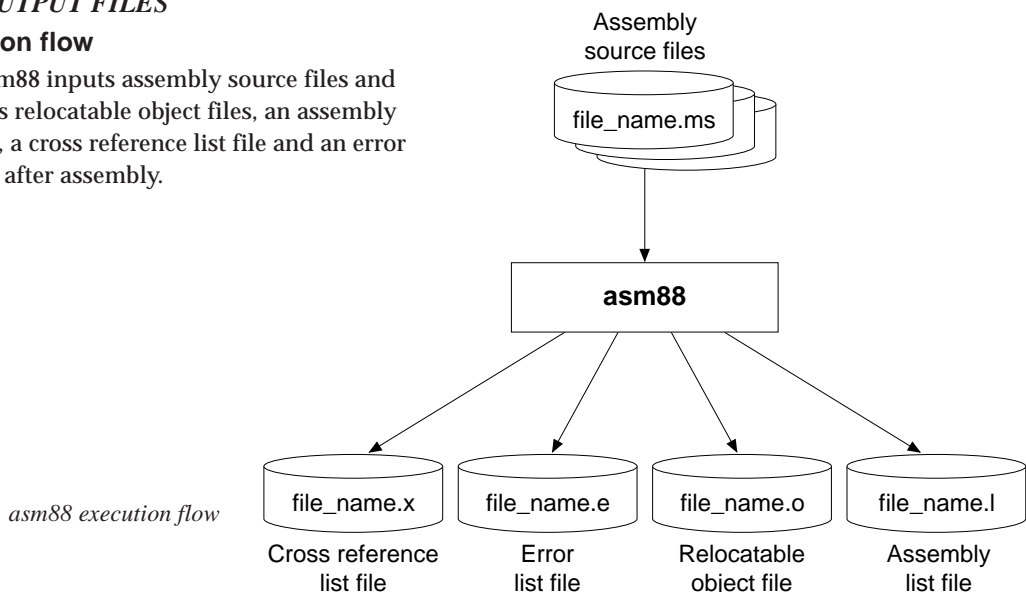 UTPUT FILES
on flow
m88 inputs assembly source files and
s relocatable object files, an assembly
, a cross reference list file and an error
after assembly.
Assembly
source files
file_name.ms
asm88
file_name.x
file_name.e
file_name.o
file_name.l
asm88 execution flow
Cross reference
list file
Error
list file
Relocatable
object file
Assembly
list file